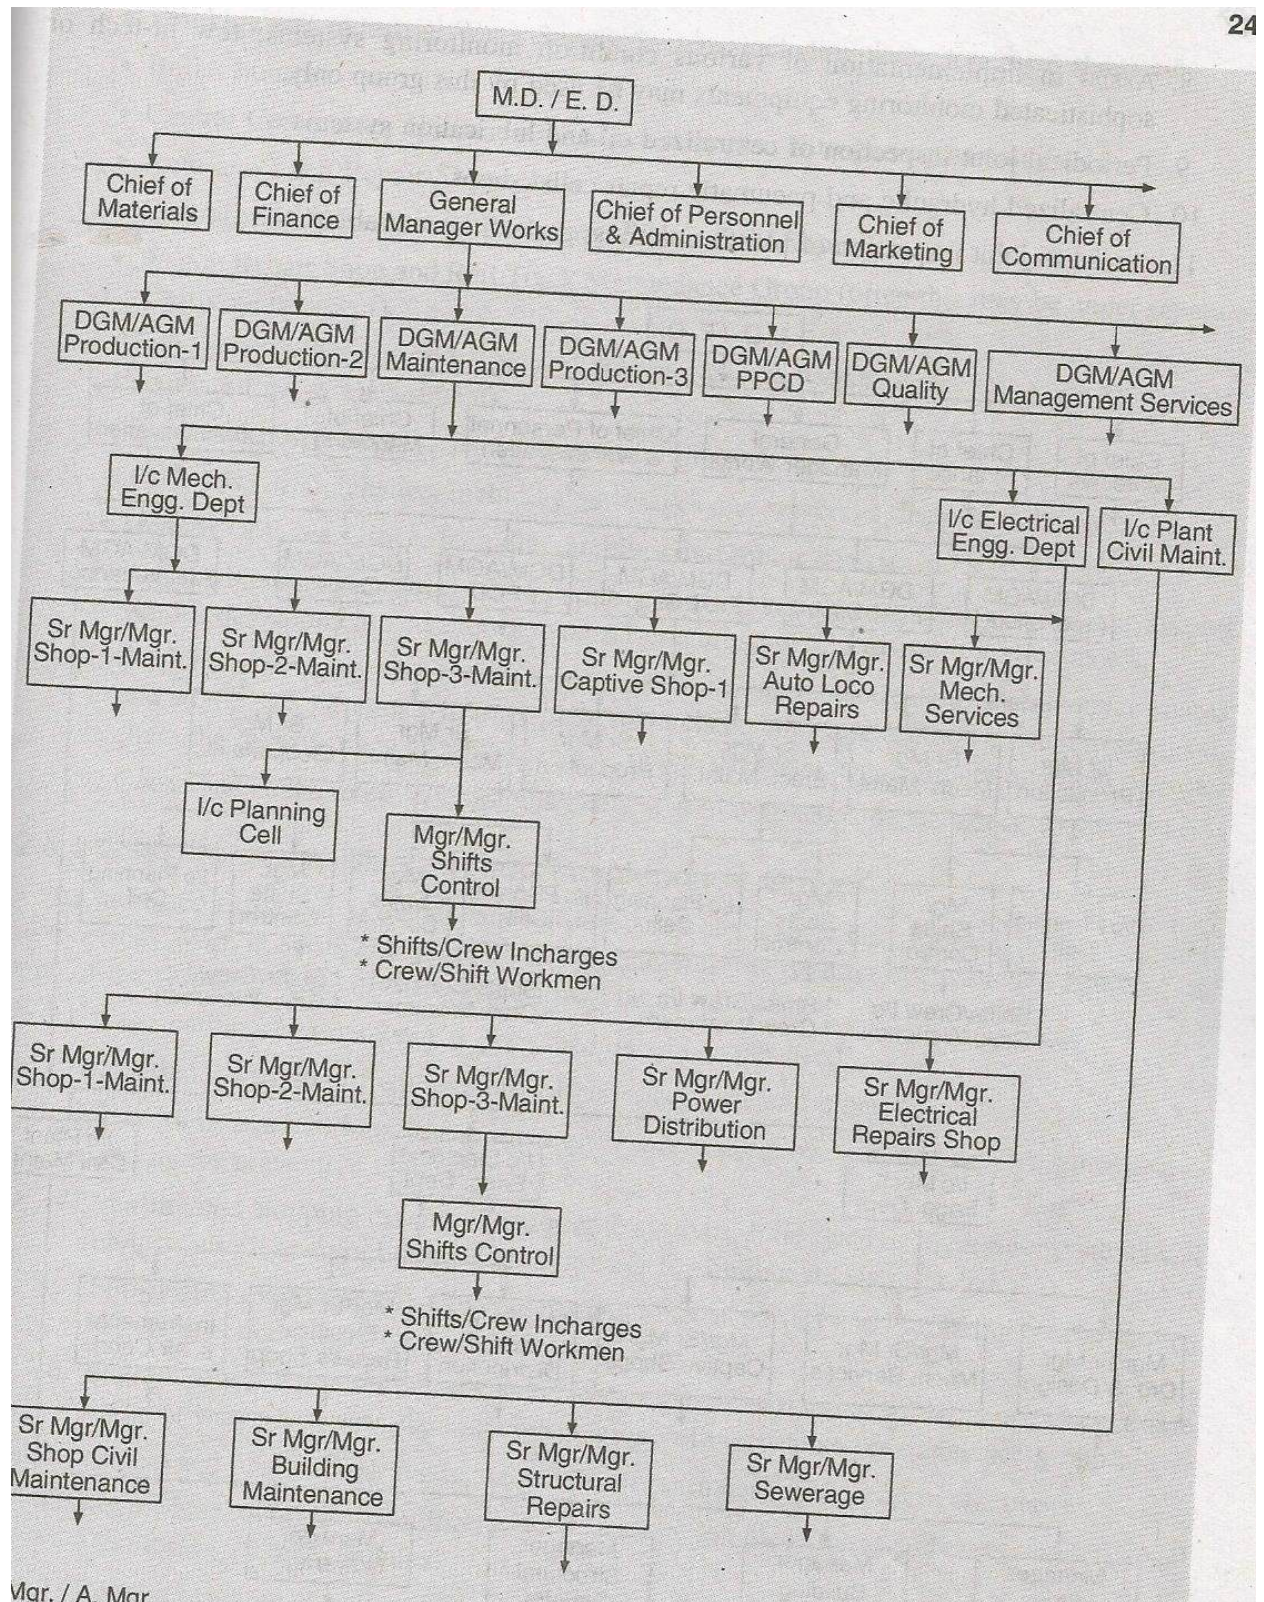 24
M.D. / E. D.
Chief of
Materials
Chief of
Finance
General
Manager Works
Chief of Personnel
& Administration
Chief of
Marketing
Chief of
Communication
DGM/AGM
Production-1
DGM/AGM
Production-2
DGM/AGM
Maintenance
DGM/AGM
Production-3
DGM/AGM
PPCD
DGM/AGM
Quality
DGM/AGM
Management Services
I/c Mech.
Engg. Dept
I/c Electrical
Engg. Dept
I/c Plant
Civil Maint.
Sr Mgr/Mgr.
Shop-1-Maint.
Sr Mgr/Mgr.
Shop-2-Maint.
Sr Mgr/Mgr.
Shop-3-Maint.
Sr Mgr/Mgr.
Captive Shop-1
Sr Mgr/Mgr.
Auto Loco
Repairs
Sr Mgr/Mgr.
Mech.
Services
I/c Planning
Cell
Mgr/Mgr.
Shifts
Control
* Shifts/Crew Incharges
* Crew/Shift Workmen
Sr Mgr/Mgr.
Shop-1-Maint.
Sr Mgr/Mgr.
Shop-2-Maint.
Sr Mgr/Mgr.
Shop-3-Maint.
Sr Mgr/Mgr.
Power
Distribution
Sr Mgr/Mgr.
Electrical
Repairs Shop
Mgr/Mgr.
Shifts Control
* Shifts/Crew Incharges
* Crew/Shift Workmen
Sr Mgr/Mgr.
Shop Civil
Maintenance
Sr Mgr/Mgr.
Building
Maintenance
Sr Mgr/Mgr.
Structural
Repairs
Sr Mgr/Mgr.
Sewerage
Mgr. / A. Mgr.